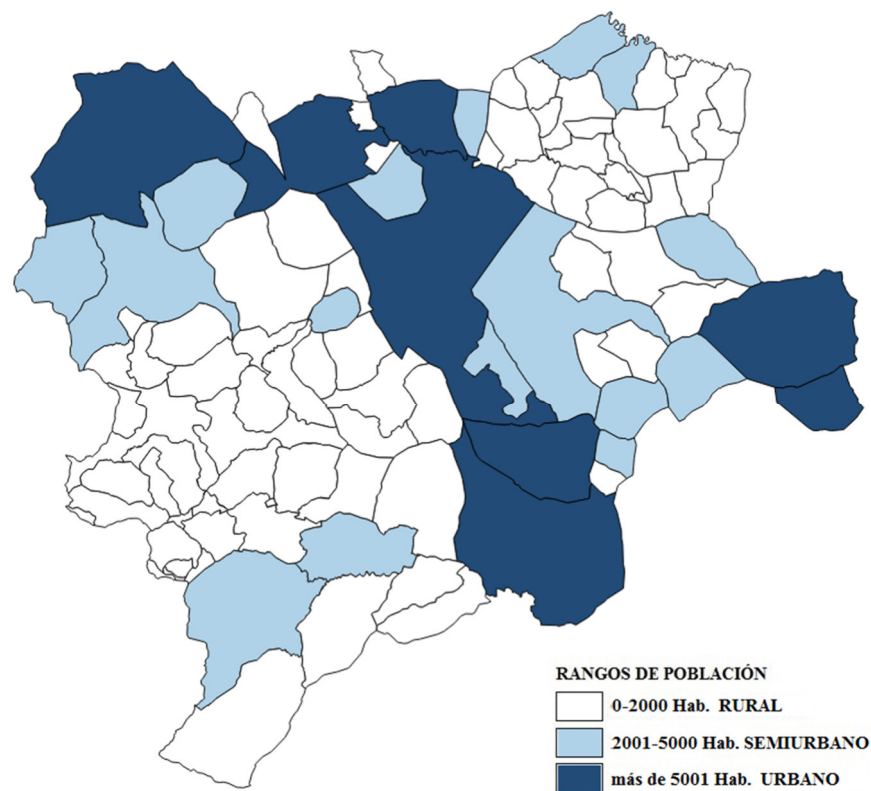 RANGOS DE POBLACIÓN
0-2000 Hab. RURAL
2001-5000 Hab. SEMIURBANO
más de 5001 Hab. URBANO